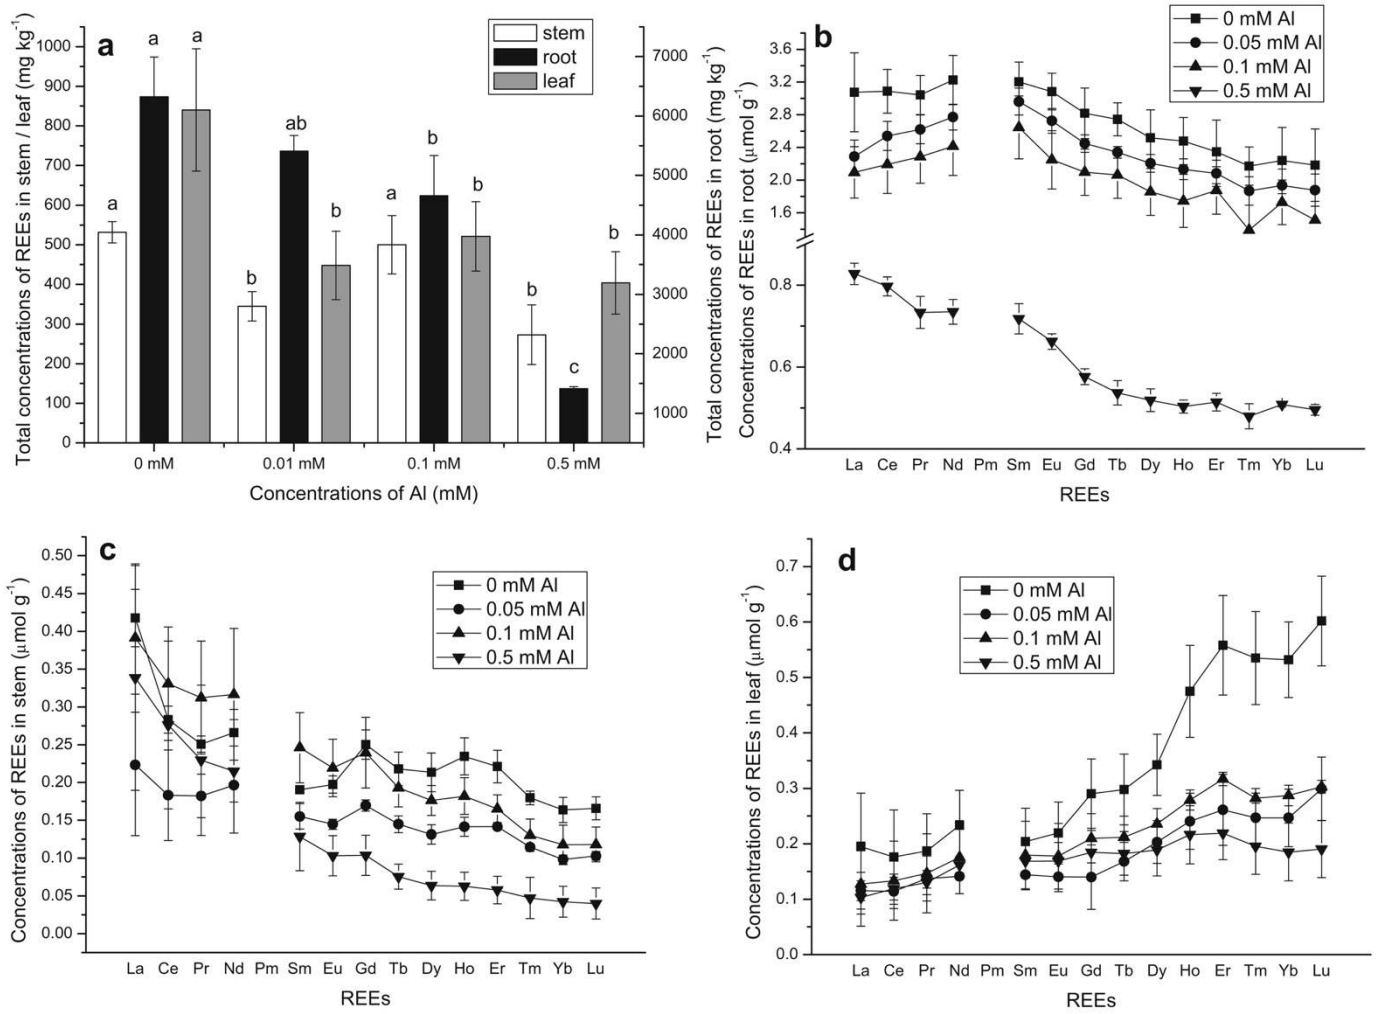 a
stem
root
leaf
Total concentrations of REEs in stem / leaf (mg kg⁻¹)
1000
900
800
700
600
500
400
300
200
100
0
a
a
a
b
ab
b
a
b
b
b
c
b
7000
6000
5000
4000
3000
2000
1000
Total concentrations of REEs in root (mg kg⁻¹)
0 mM 0.01 mM 0.1 mM 0.5 mM
Concentrations of Al (mM)
b
0 mM Al
0.05 mM Al
0.1 mM Al
0.5 mM Al
Concentrations of REEs in root (μmol g⁻¹)
3.6
3.2
2.8
2.4
2.0
1.6
0.8
0.6
0.4
La Ce Pr Nd Pm Sm Eu Gd Tb Dy Ho Er Tm Yb Lu
REEs
c
0 mM Al
0.05 mM Al
0.1 mM Al
0.5 mM Al
Concentrations of REEs in stem (μmol g⁻¹)
0.50
0.45
0.40
0.35
0.30
0.25
0.20
0.15
0.10
0.05
0.00
La Ce Pr Nd Pm Sm Eu Gd Tb Dy Ho Er Tm Yb Lu
REEs
d
0 mM Al
0.05 mM Al
0.1 mM Al
0.5 mM Al
Concentrations of REEs in leaf (μmol g⁻¹)
0.7
0.6
0.5
0.4
0.3
0.2
0.1
0.0
La Ce Pr Nd Pm Sm Eu Gd Tb Dy Ho Er Tm Yb Lu
REEs